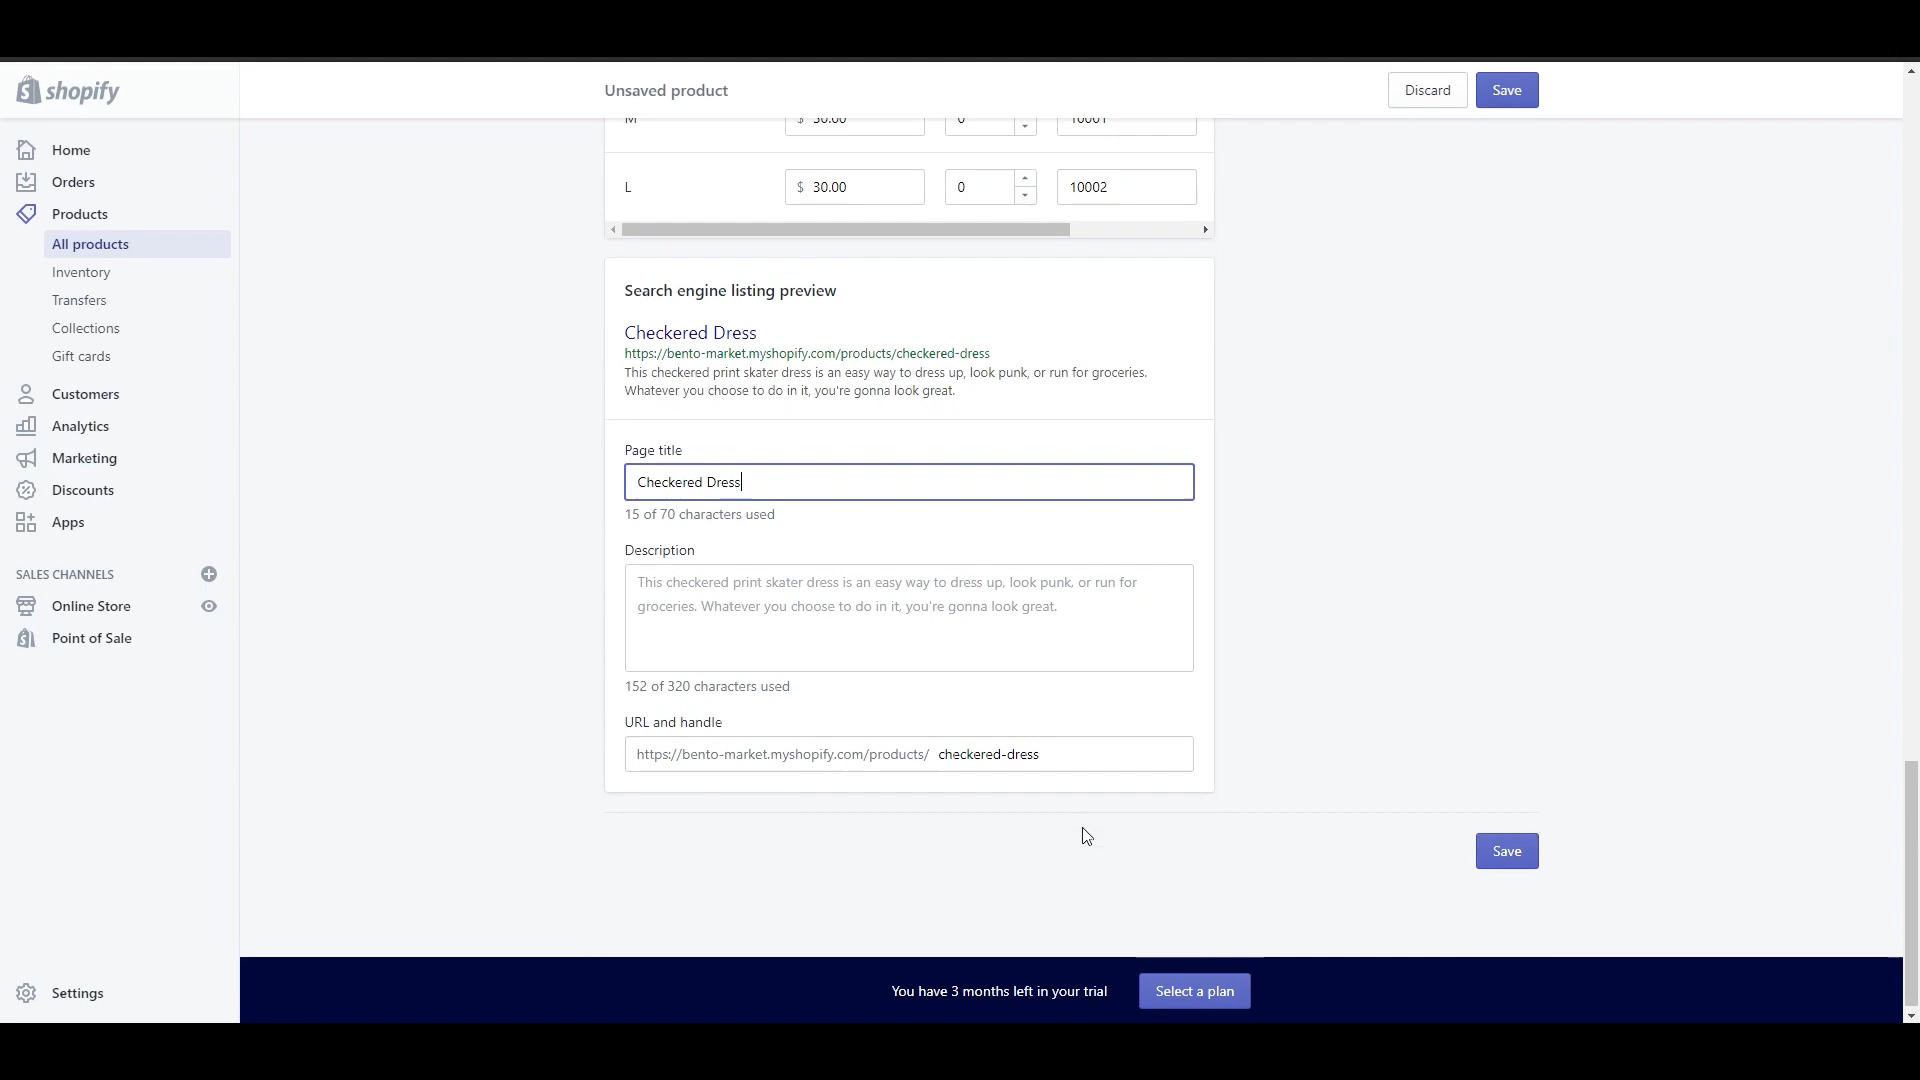 shopify
Unsaved product
Discard
Save
Home
Orders
Products
All products
Inventory
Transfers
Collections
Gift cards
Customers
Analytics
Marketing
Discounts
Apps
SALES CHANNELS
Online Store
Point of Sale
Settings
M $ 30.00 0 10001
L $ 30.00 0 10002
Search engine listing preview
Checkered Dress
https://bento-market.myshopify.com/products/checkered-dress
This checkered print skater dress is an easy way to dress up, look punk, or run for groceries.
Whatever you choose to do in it, you're gonna look great.
Page title
Checkered Dress
15 of 70 characters used
Description
This checkered print skater dress is an easy way to dress up, look punk, or run for
groceries. Whatever you choose to do in it, you're gonna look great.
152 of 320 characters used
URL and handle
https://bento-market.myshopify.com/products/ checkered-dress
Save
You have 3 months left in your trial
Select a plan